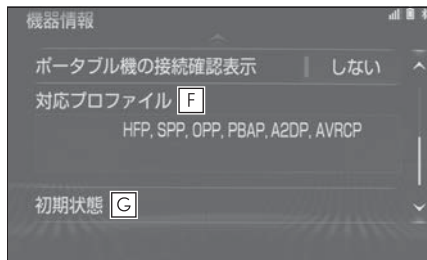 機器情報
ポータブル機の接続確認表示 しない
対応プロファイル F
HFP, SPP, OPP, PBAP, A2DP, AVRCP
初期状態 G